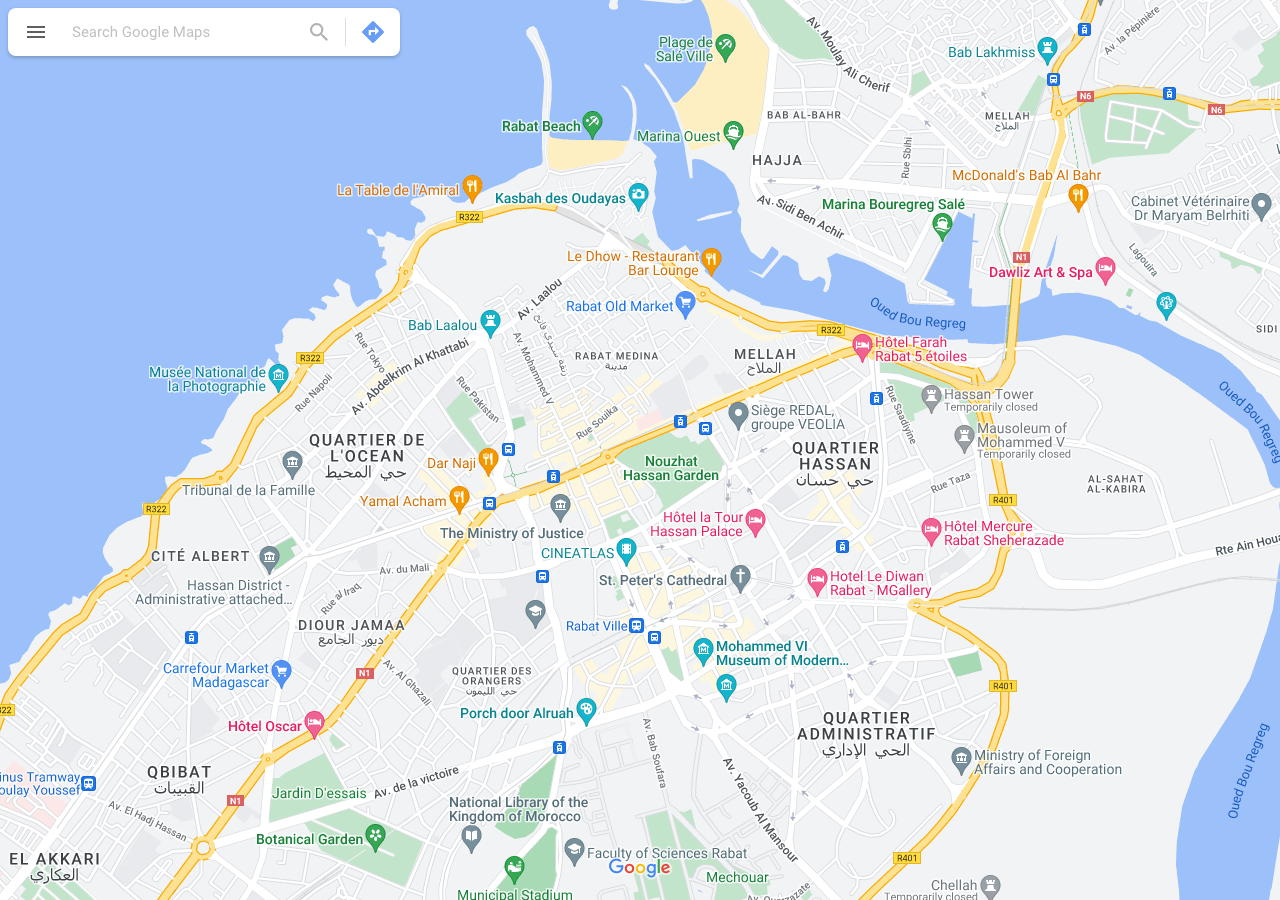 Search Google Maps
Plage de
Salé Ville
Av. Moulay Ali Cherif
Bab Lakhmiss
Av. la Pépinière
N6
N6
BAB AL-BAHR
MELLAH
الملاح
Rabat Beach
Marina Ouest
Rue Sbihi
HAJJA
La Table de l'Amiral
Kasbah des Oudayas
McDonald's Bab Al Bahr
Av. Sidi Ben Achir
Marina Bouregreg Salé
Cabinet Vétérinaire
Dr Maryam Belrhiti
R322
Le Dhow - Restaurant
Bar Lounge
N1
Dawliz Art & Spa
Lagouira
Av. Laalou
Rabat Old Market
Oued Bou Regreg
Bab Laalou
R322
SIDI
Rue Tokyo
Av. Mohammed V
زنقة سيدي فاتح
RABAT MEDINA
مدينة
MELLAH
الملاح
Hôtel Farah
Rabat 5 étoiles
R322
Musée National de
la Photographie
Rue Napoli
Av. Abdelkrim Al Khattabi
Rue Pakistan
Rue Souika
Siège REDAL,
groupe VEOLIA
Rue Saadiyine
Hassan Tower
Temporarily closed
Oued Bou Regreg
Mausoleum of
Mohammed V
Temporarily closed
QUARTIER DE
L'OCEAN
حي المحيط
Dar Naji
Nouzhat
Hassan Garden
QUARTIER
HASSAN
حي حسان
Rue Taza
AL-SAHAT
AL-KABIRA
Tribunal de la Famille
Yamal Acham
R322
R401
The Ministry of Justice
Hôtel la Tour
Hassan Palace
Hôtel Mercure
Rabat Sheherazade
Rte Ain Houa
CITÉ ALBERT
CINEATLAS
Av. du Mali
St. Peter's Cathedral
Hotel Le Diwan
Rabat - MGallery
Hassan District -
Administrative attached...
Rue al Iraq
DIOUR JAMAA
ديور الجامع
Rabat Ville
Mohammed VI
Museum of Modern...
Carrefour Market
Madagascar
N1
Av. Al Ghazali
QUARTIER DES
ORANGERS
حي الليمون
R401
322
Hôtel Oscar
Porch door Alruah
QUARTIER
ADMINISTRATIF
الحي الإداري
Av. Bab Soufara
Av. Yacoub Al Mansour
Ministry of Foreign
Affairs and Cooperation
Oued Bou Regreg
QBIBAT
القبيبات
inus Tramway
oulay Youssef
Av. de la victoire
Jardin D'essais
N1
Av. El Hadj Hassan
National Library of the
Kingdom of Morocco
Botanical Garden
EL AKKARI
العكاري
Faculty of Sciences Rabat
Google
R401
Mechouar
Municipal Stadium
Chellah
Temporarily closed